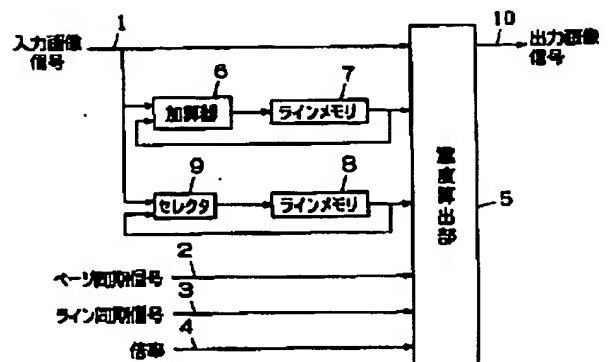 入力画像
信号
1
10
出力画像
信号
6
加算器
7
ラインメモリ
9
セレクタ
8
ラインメモリ
濃度算出部
5
2
ページ同期信号
3
ライン同期信号
4
倍率